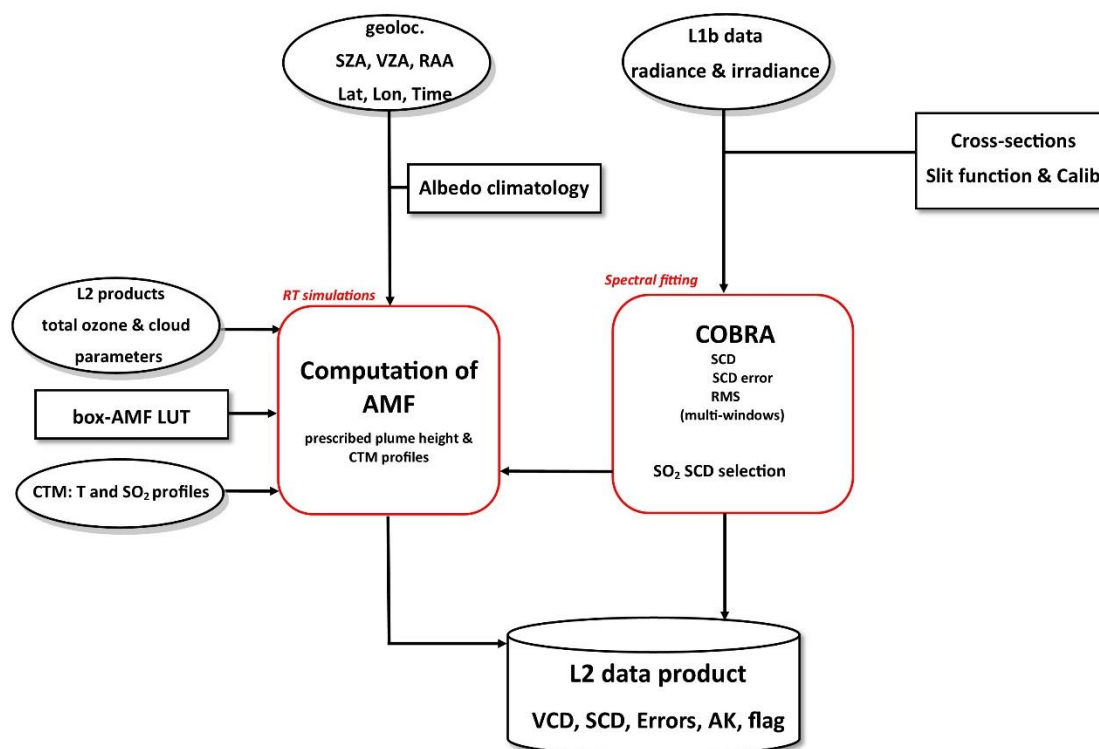 geoloc.
SZA, VZA, RAA
Lat, Lon, Time
L1b data
radiance & irradiance
Cross-sections
Slit function & Calib
Albedo climatology
L2 products
total ozone & cloud
parameters
RT simulations
Spectral fitting
Computation of
AMF
prescribed plume height &
CTM profiles
COBRA
SCD
SCD error
RMS
(multi-windows)
SO₂ SCD selection
box-AMF LUT
CTM: T and SO₂ profiles
L2 data product
VCD, SCD, Errors, AK, flag